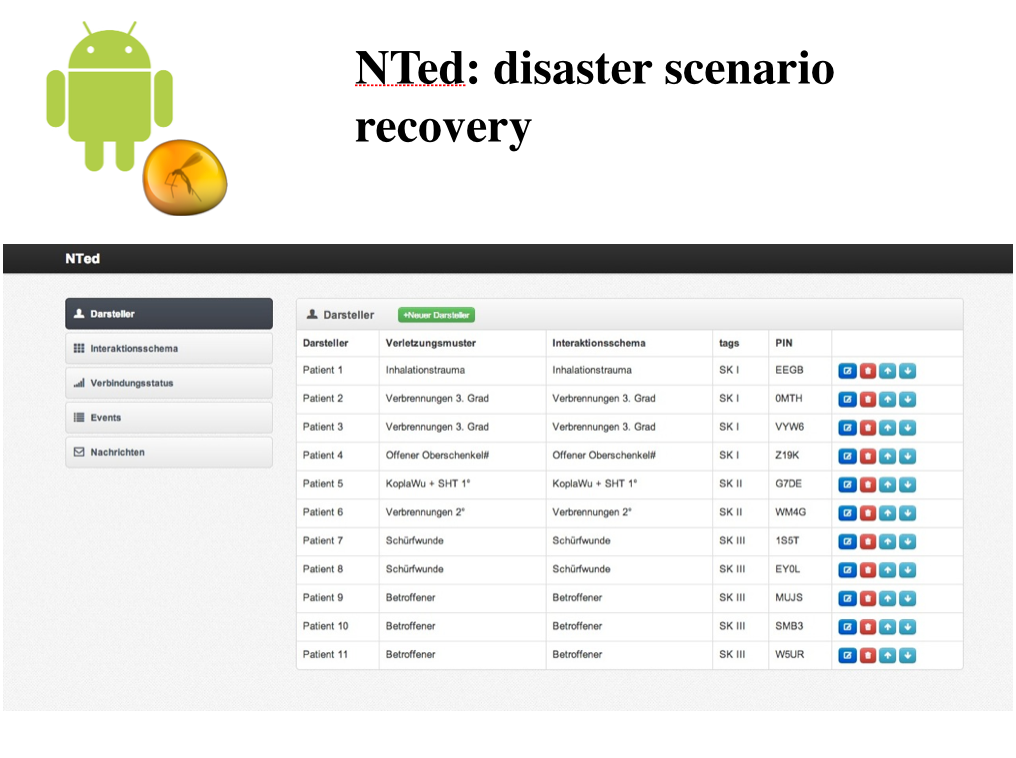 NTed: disaster scenario
recovery
NTed
Darsteller
Interaktionsschema
Verbindungsstatus
Events
Nachrichten
Darsteller +Neuer Darsteller
Darsteller Verletzungsmuster Interaktionsschema tags PIN
Patient 1 Inhalationstrauma Inhalationstrauma SK I EEGB
Patient 2 Verbrennungen 3. Grad Verbrennungen 3. Grad SK I 0MTH
Patient 3 Verbrennungen 3. Grad Verbrennungen 3. Grad SK I VYW6
Patient 4 Offener Oberschenkel# Offener Oberschenkel# SK I Z19K
Patient 5 KoplaWu + SHT 1° KoplaWu + SHT 1° SK II G7DE
Patient 6 Verbrennungen 2° Verbrennungen 2° SK II WM4G
Patient 7 Schürfwunde Schürfwunde SK III 1S5T
Patient 8 Schürfwunde Schürfwunde SK III EY0L
Patient 9 Betroffener Betroffener SK III MUJS
Patient 10 Betroffener Betroffener SK III SMB3
Patient 11 Betroffener Betroffener SK III W5UR